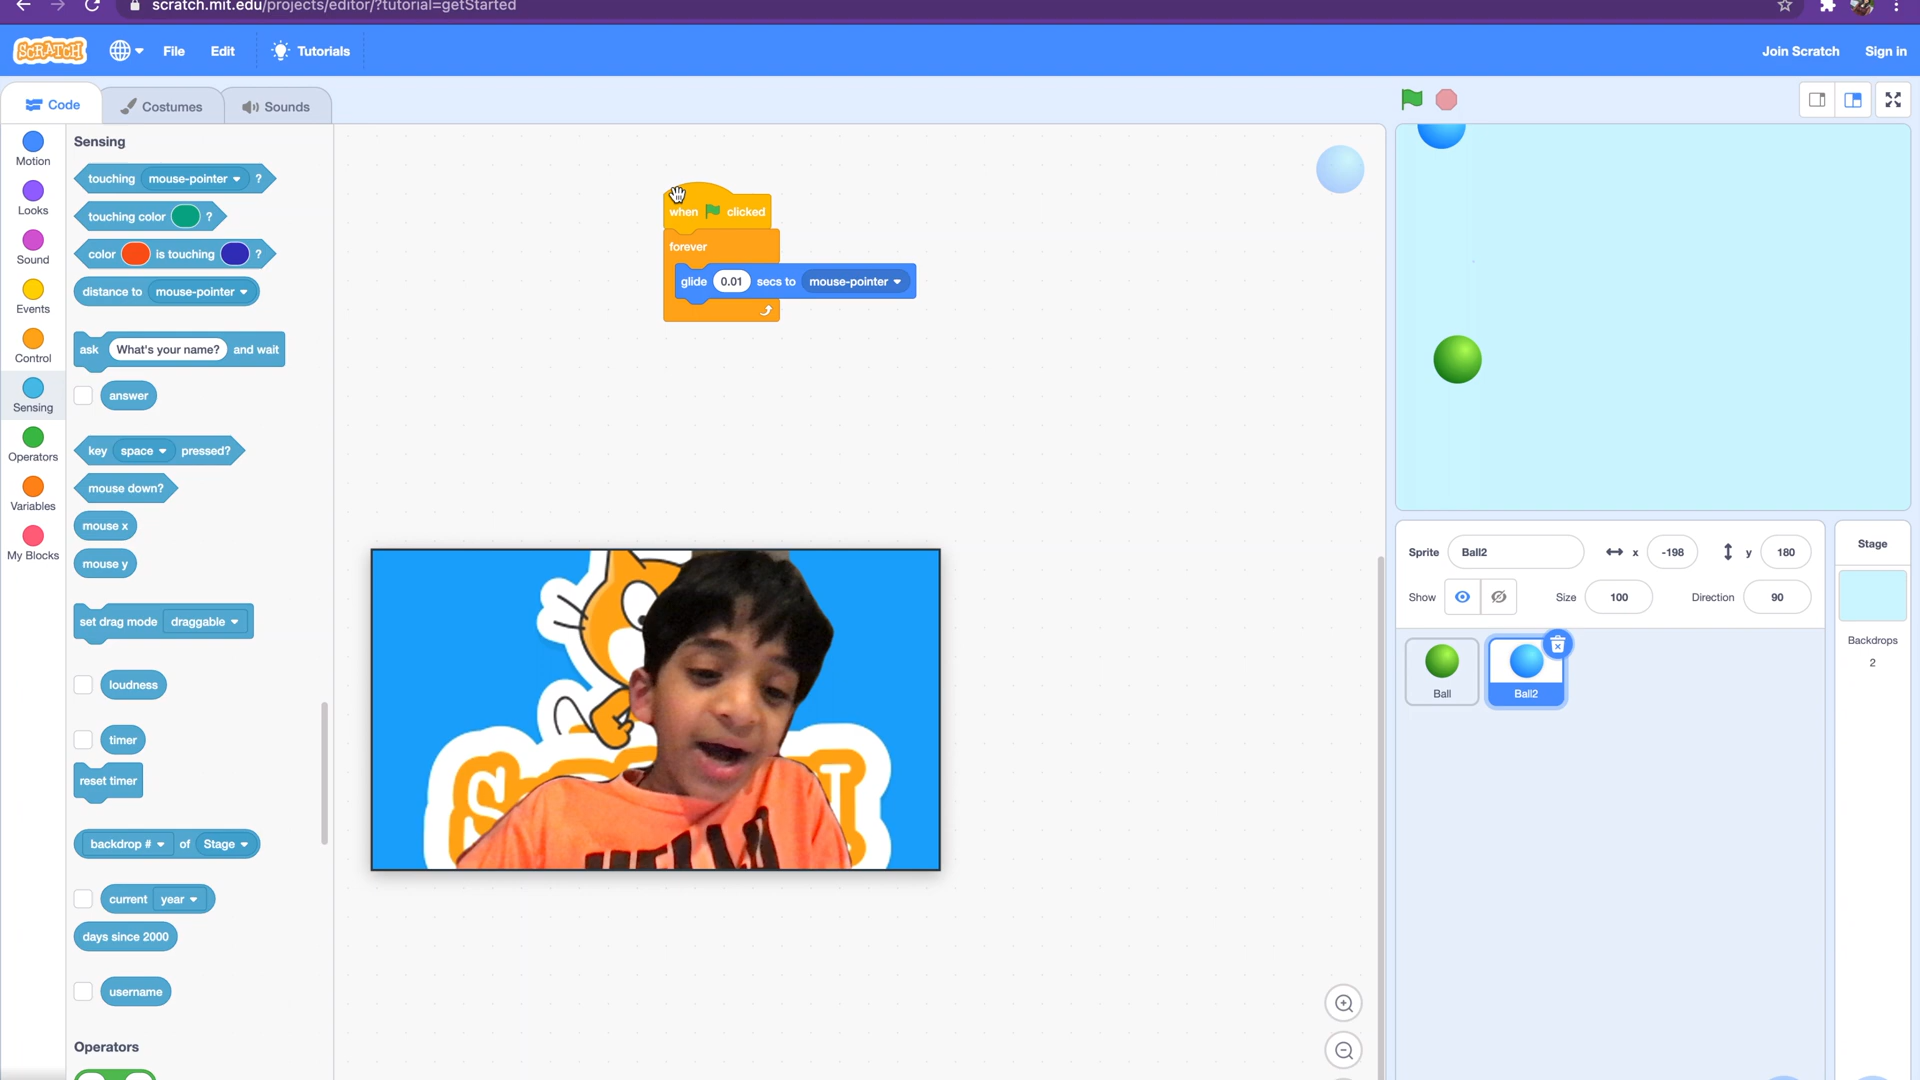 scratch.mit.edu/projects/editor/?tutorial=getStarted
SCRATCH
File
Edit
Tutorials
Join Scratch
Sign in
Code
Costumes
Sounds
Motion
Looks
Sound
Events
Control
Sensing
Operators
Variables
My Blocks
Sensing
touching mouse-pointer ?
touching color ?
color is touching ?
distance to mouse-pointer
ask What's your name? and wait
answer
key space pressed?
mouse down?
mouse x
mouse y
set drag mode draggable
loudness
timer
reset timer
backdrop # of Stage
current year
days since 2000
username
Operators
when clicked
forever
glide 0.01 secs to mouse-pointer
Sprite Ball2 x -198 y 180
Show Size 100 Direction 90
Ball
Ball2
Stage
Backdrops
2